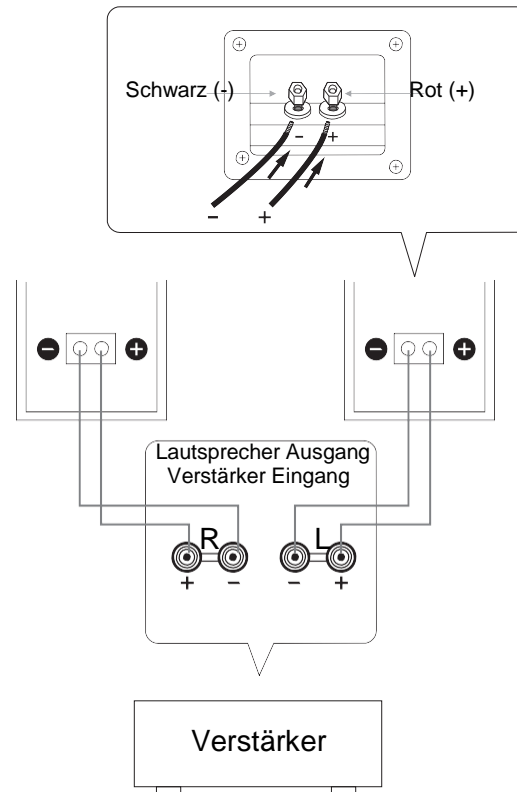 Schwarz (-) Rot (+)
- +
- +
- + - +
Lautsprecher Ausgang
Verstärker Eingang
R L
+ - - +
Verstärker